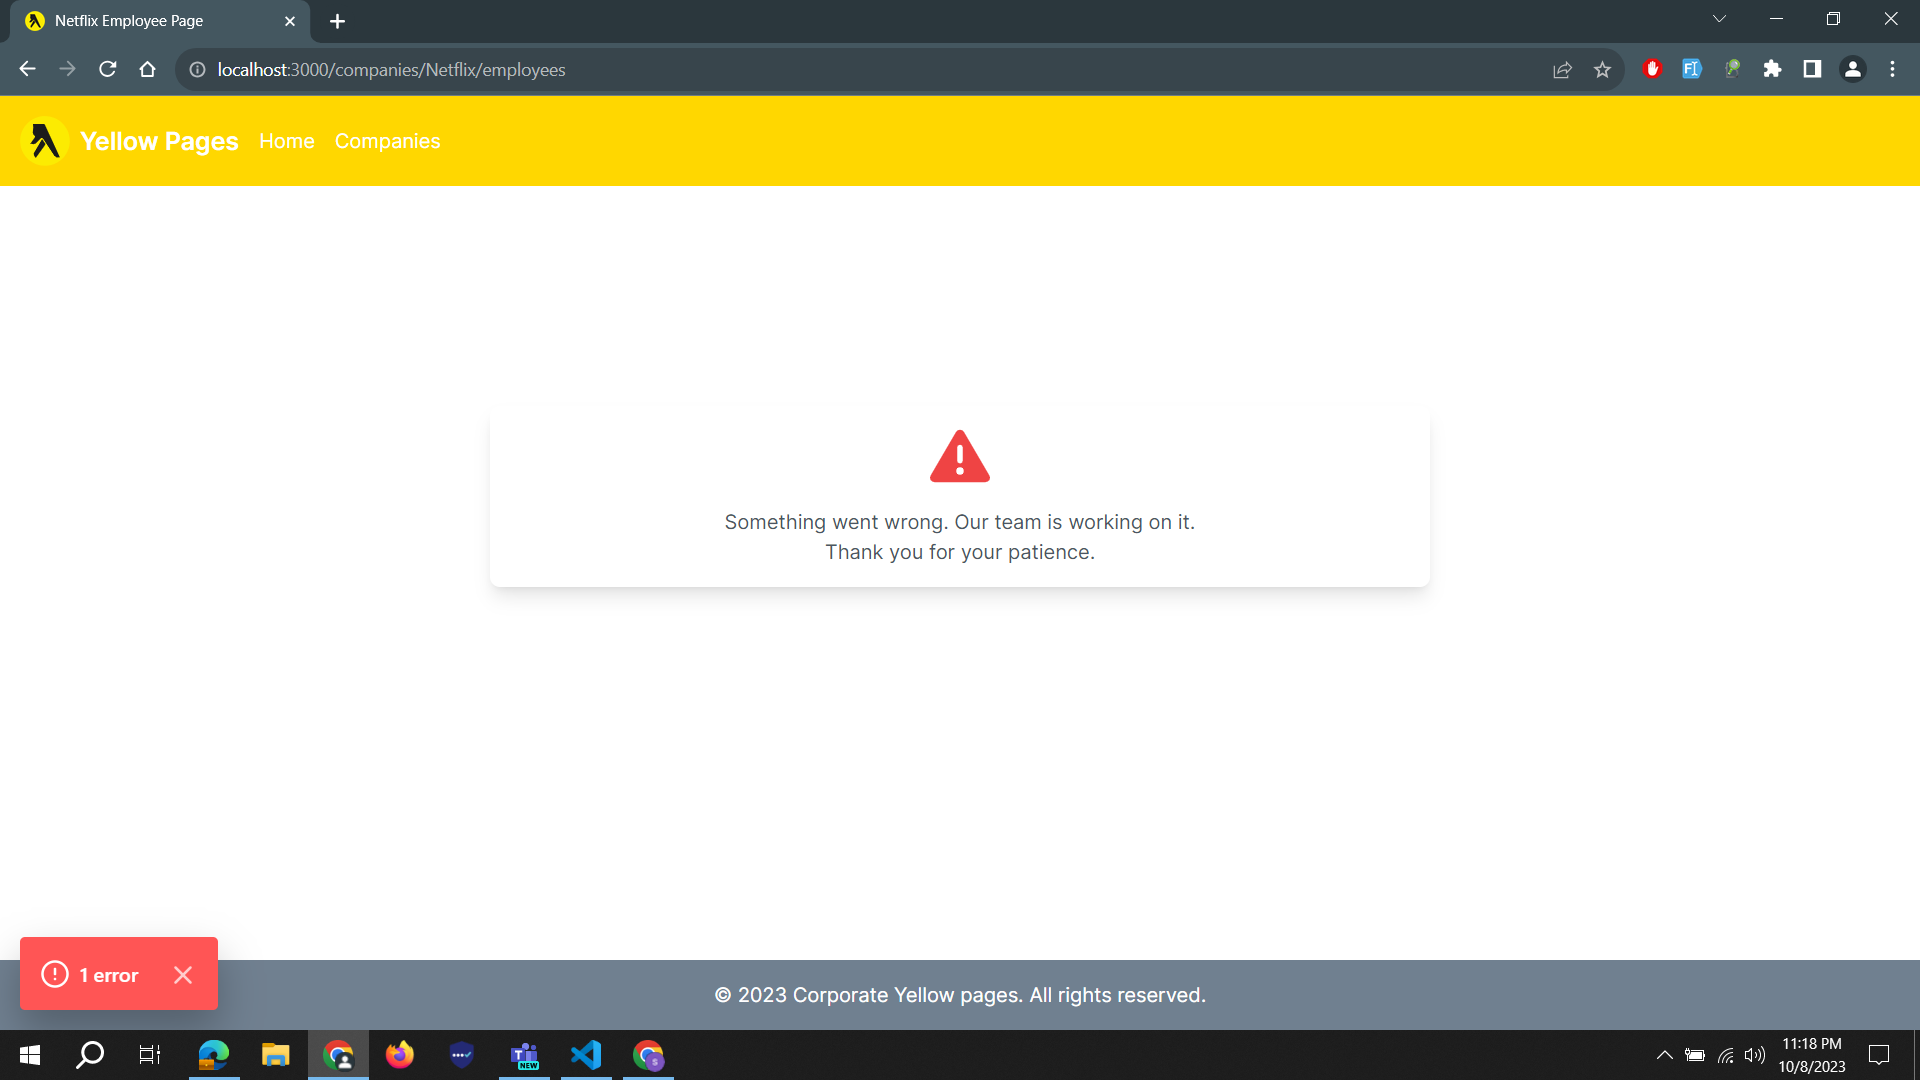 Netflix Employee Page
localhost:3000/companies/Netflix/employees
Yellow Pages Home Companies
Something went wrong. Our team is working on it.
Thank you for your patience.
1 error
© 2023 Corporate Yellow pages. All rights reserved.
NEW
11:18 PM
10/8/2023